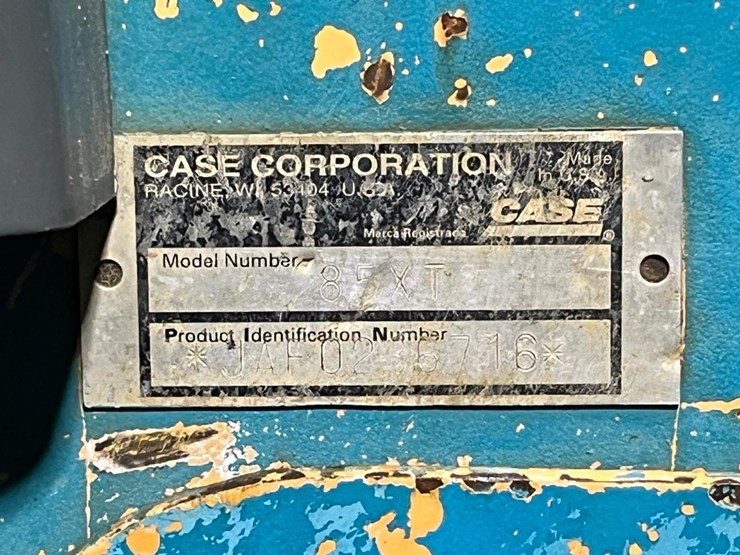 CASE CORPORATION
RACINE, WI 53404 U.S.A.
Made
In U.S.A.
CASE
®
Marca Registrada
Model Number
85XT
Product Identification Number